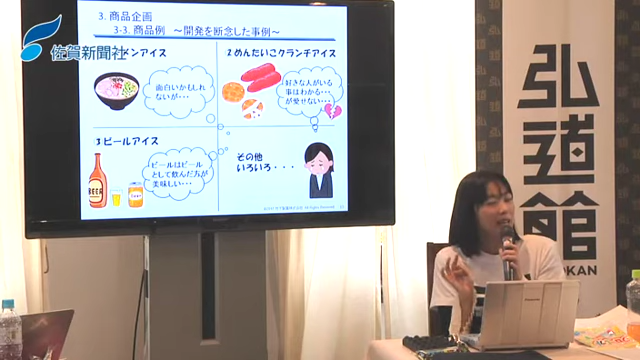 佐賀新聞社
3. 商品企画
3-3. 商品例 ～開発を断念した事例～
メンアイス
面白いかもしれ
ないが・・・
2 めんたいこクランチアイス
好きな人がいる
事はわかる・・・
が愛せない・・・
3 ビールアイス
BEER
ビールはビール
として飲んだ方が
美味しい・・・
その他
いろいろ・・・
弘道館
OKAN